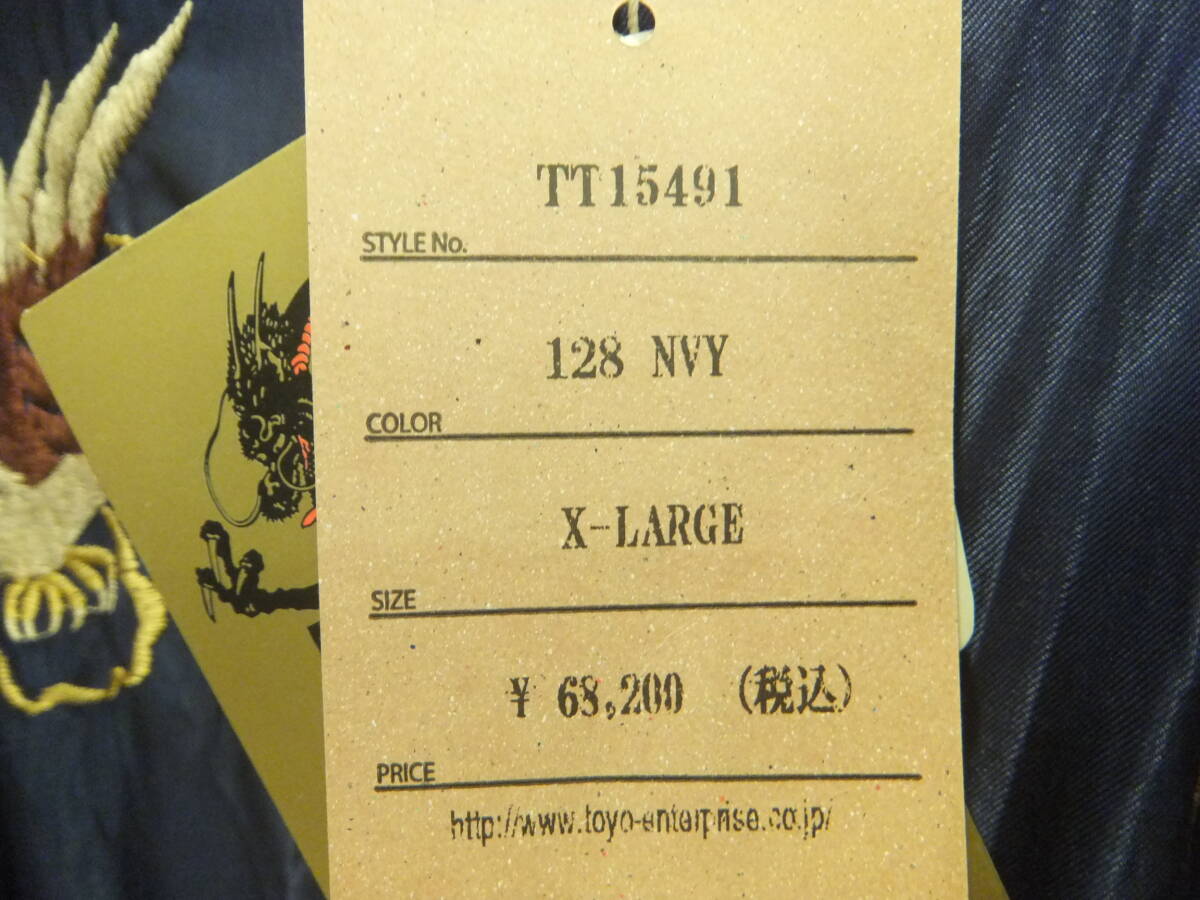 TT15491
STYLE No.
128 NVY
COLOR
X-LARGE
SIZE
¥ 68,200 (税込)
PRICE
http://www.toyo-enterprise.co.jp/